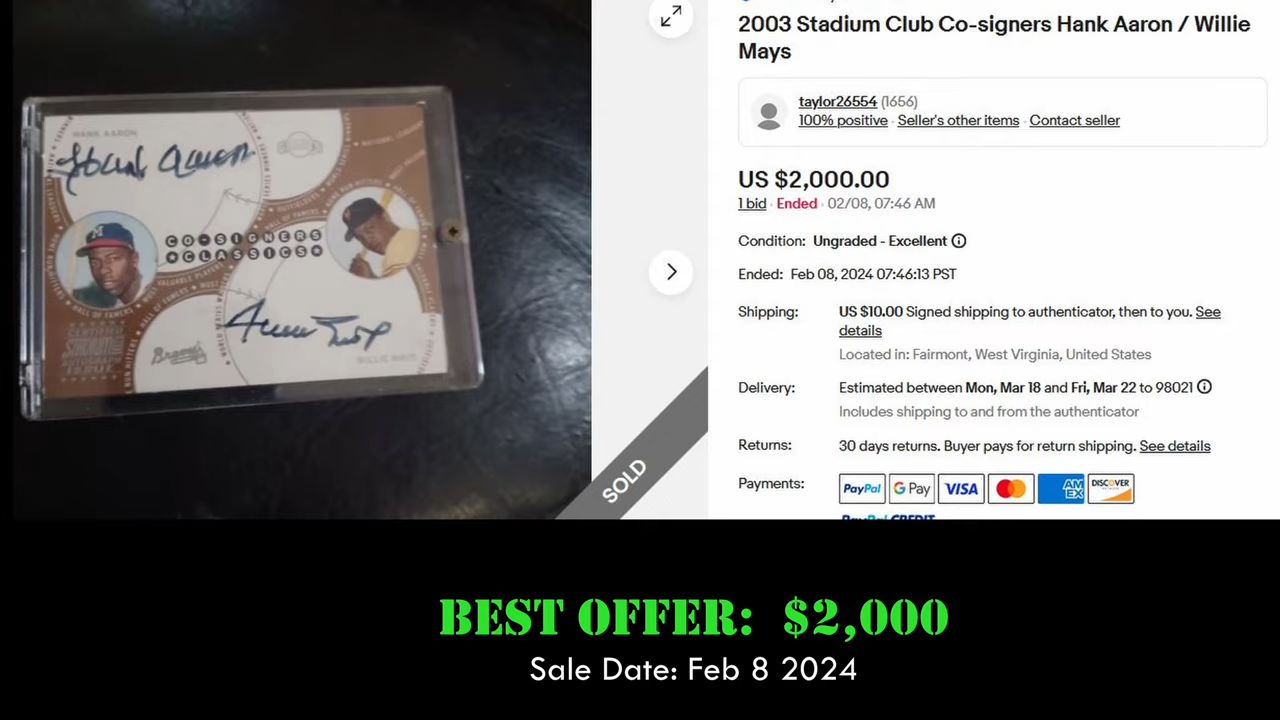 2003 Stadium Club Co-signers Hank Aaron / Willie
Mays
taylor26554 (1656)
100% positive · Seller's other items · Contact seller
US $2,000.00
1 bid · Ended · 02/08, 07:46 AM
Condition: Ungraded - Excellent
Ended: Feb 08, 2024 07:46:13 PST
Shipping: US $10.00 Signed shipping to authenticator, then to you. See
details
Located in: Fairmont, West Virginia, United States
Delivery: Estimated between Mon, Mar 18 and Fri, Mar 22 to 98021
Includes shipping to and from the authenticator
Returns: 30 days returns. Buyer pays for return shipping. See details
Payments: PayPal G Pay VISA AM EX DISCOVER
PayPal CREDIT
SOLD
HANK AARON
Hank Aaron
CO-SIGNERS
CLASSICS
Braves
WILLIE MAYS
BEST OFFER: $2,000
Sale Date: Feb 8 2024